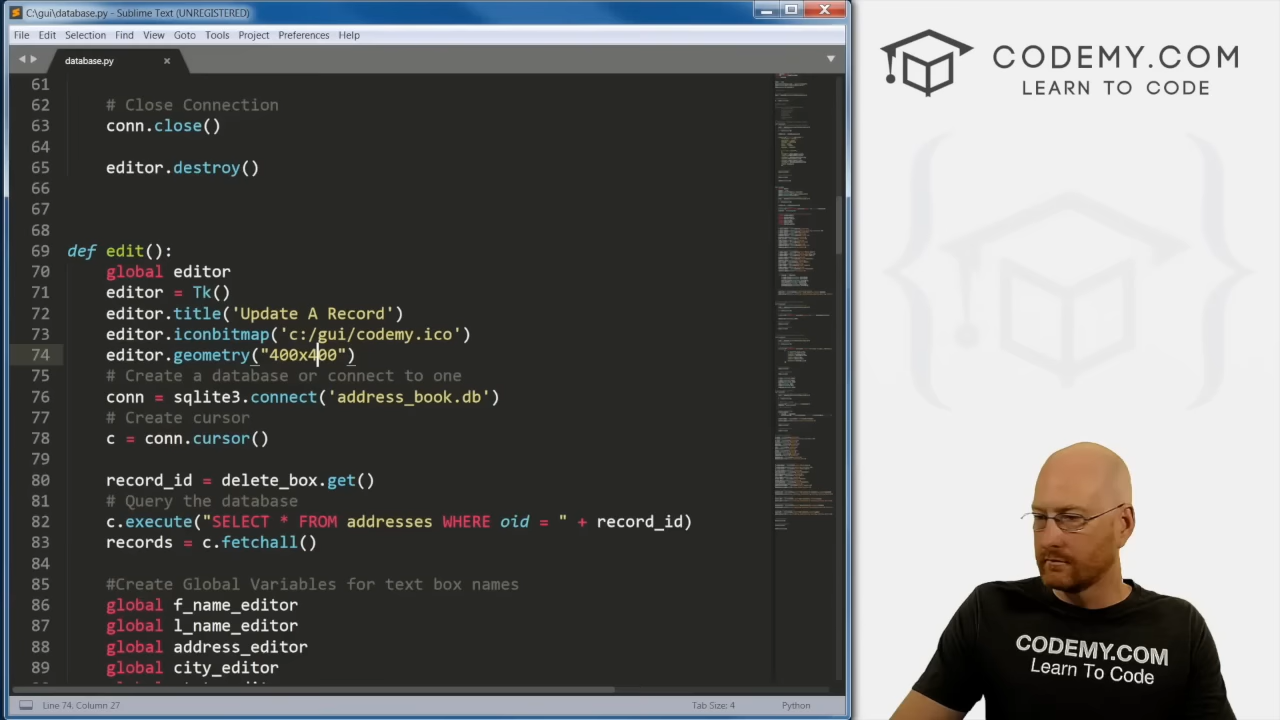 C:\gui\database.py - Sublime Text (UNREGISTERED)
File Edit Selection Find View Goto Tools Project Preferences Help
database.py
61
62 # Close Connection
63 conn.close()
64
65 editor.destroy()
66
67
68
69 def edit():
70 global editor
71 editor = Tk()
72 editor.title('Update A Record')
73 editor.iconbitmap('c:/gui/codemy.ico')
74 editor.geometry("400x400")
75 # Create a database or connect to one
76 conn = sqlite3.connect('address_book.db')
77 # Create cursor
78 c = conn.cursor()
79
80 record_id = delete_box.get()
81 # Query the database
82 c.execute("SELECT * FROM addresses WHERE oid = " + record_id)
83 records = c.fetchall()
84
85 #Create Global Variables for text box names
86 global f_name_editor
87 global l_name_editor
88 global address_editor
89 global city_editor
Line 74, Column 27
Tab Size: 4
Python
CODEMY.COM
LEARN TO CODE
CODEMY.COM
Learn To Code